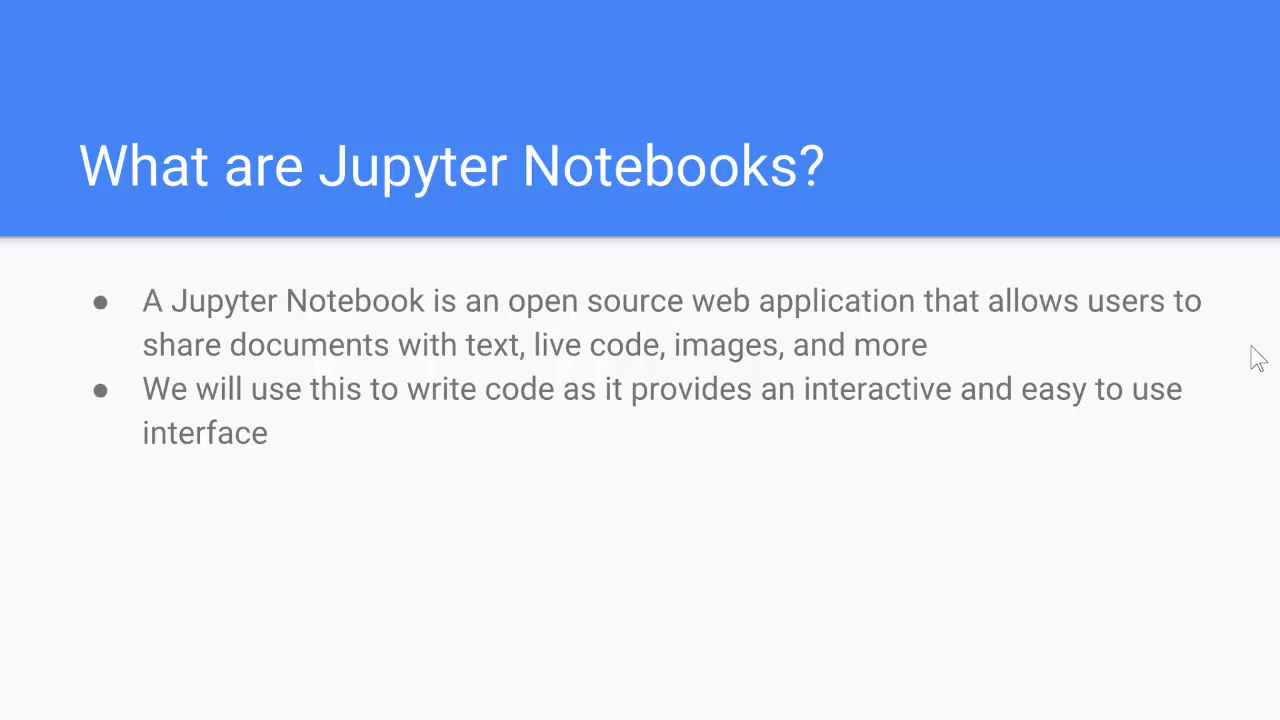 What are Jupyter Notebooks?
● A Jupyter Notebook is an open source web application that allows users to
share documents with text, live code, images, and more
● We will use this to write code as it provides an interactive and easy to use
interface